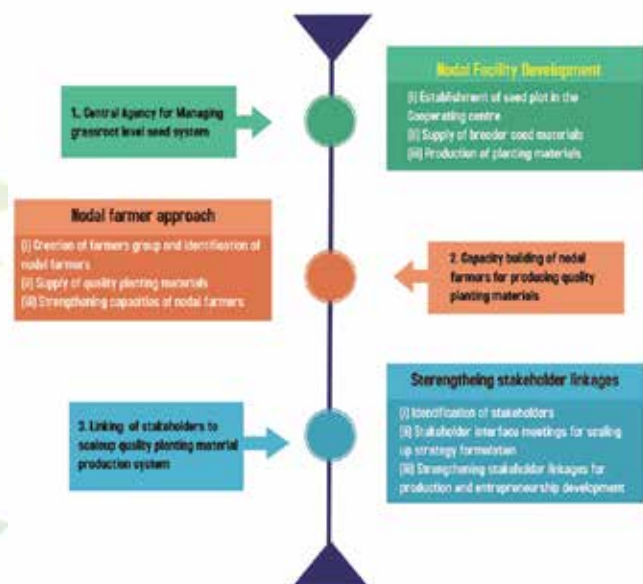 Nodal Facility Development
1. Central Agency for Managing
grassroot level seed system
(i) Establishment of seed plot in the
Cooperating centre
(ii) Supply of breeder seed materials
(iii) Production of planting materials
Nodal farmer approach
(i) Creation of farmers group and identification of
nodal farmers
(ii) Supply of quality planting materials
(iii) Strengthening capacities of nodal farmers
2. Capacity building of nodal
farmers for producing quality
planting materials
Sterengtheing stakeholder linkages
3. Linking of stakeholders to
scaleup quality planting material
production system
(i) Identification of stakeholders
(ii) Stakeholder interface meetings for scaling
up strategy formulation
(iii) Strengthening stakeholder linkages for
production and entrepreneurship development